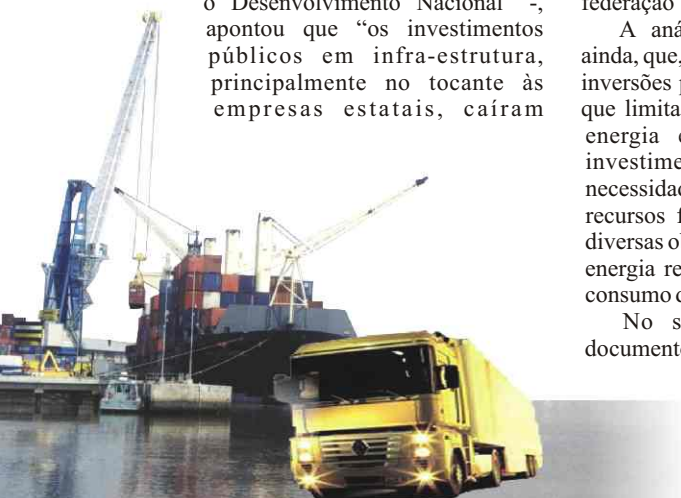 o Desenvolvimento Nacional” -,
apontou que “os investimentos
públicos em infra-estrutura,
principalmente no tocante às
empresas estatais, caíram
federação
A aná
ainda, que,
inversões p
que limita
energia e
investime
necessidad
recursos f
diversas ob
energia re
consumo d
No s
documento